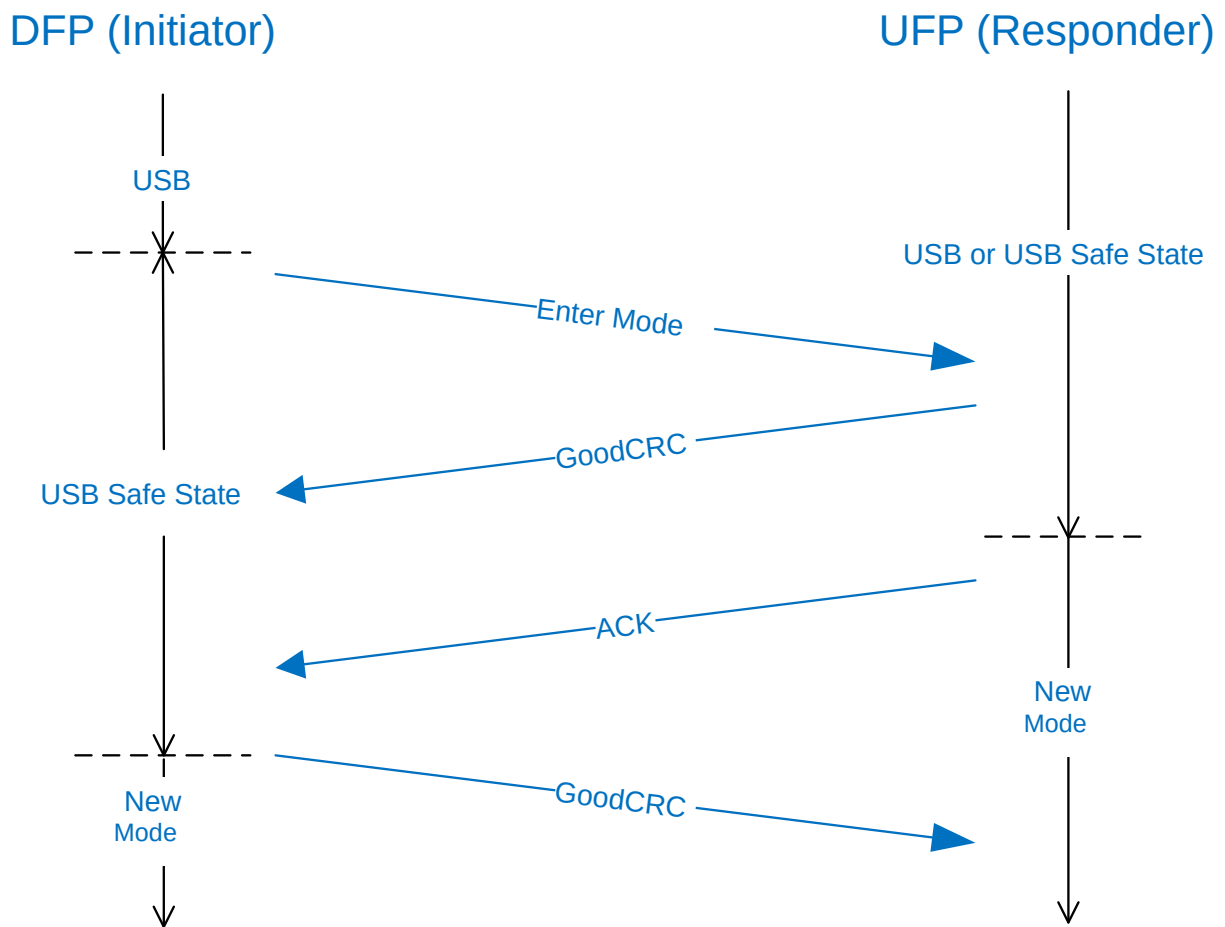 DFP (Initiator)
UFP (Responder)
USB
USB or USB Safe State
Enter Mode
GoodCRC
USB Safe State
ACK
New
Mode
New
Mode
GoodCRC